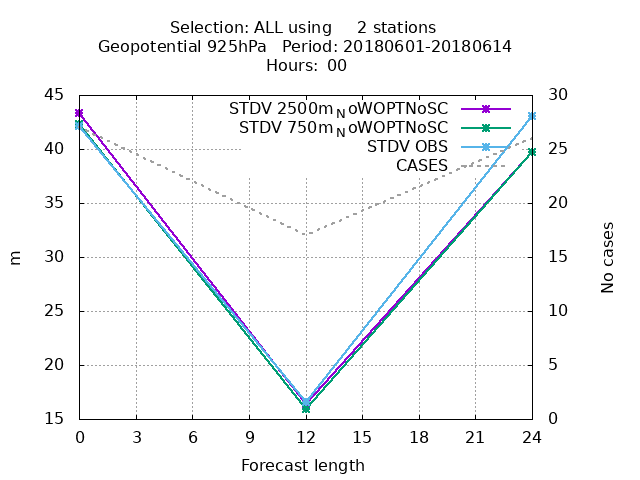 Selection: ALL using     2 stations
Geopotential 925hPa   Period: 20180601-20180614
Hours:  00
45
30
STDV 2500m_NoWOPTNoSC
STDV 750m_NoWOPTNoSC
STDV OBS
CASES
40
25
35
20
30
15
25
10
20
5
15
0
m
No cases
0 3 6 9 12 15 18 21 24
Forecast length